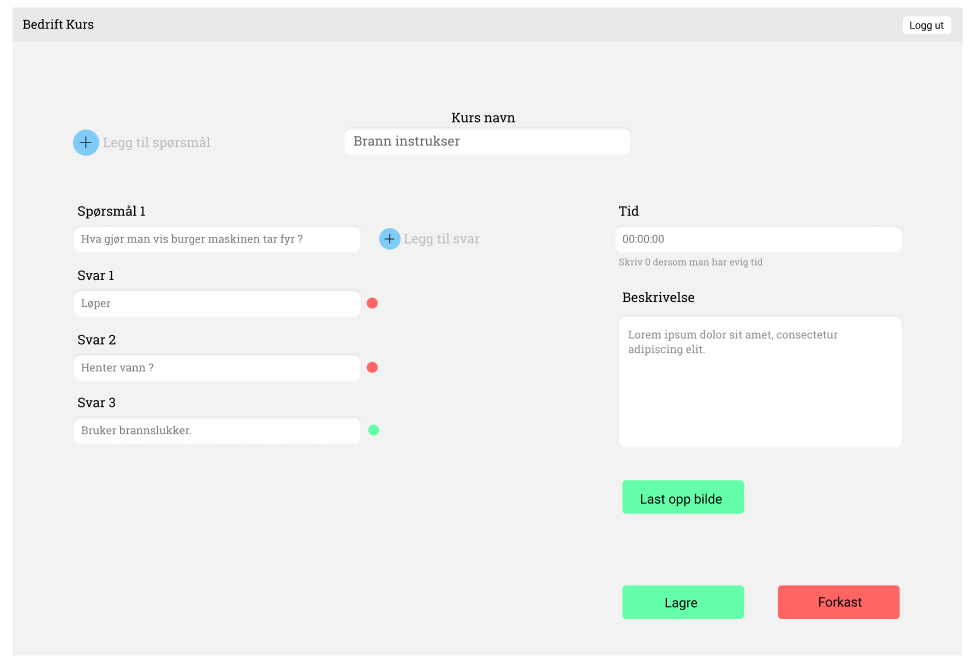 Bedrift Kurs
Logg ut
Kurs navn
Legg til spørsmål
Brann instrukser
Spørsmål 1
Hva gjør man vis burger maskinen tar fyr ?
Legg til svar
Svar 1
Løper
Svar 2
Henter vann ?
Svar 3
Bruker brannslukker.
Tid
00:00:00
Skriv 0 dersom man har evig tid
Beskrivelse
Lorem ipsum dolor sit amet, consectetur
adipiscing elit.
Last opp bilde
Lagre
Forkast